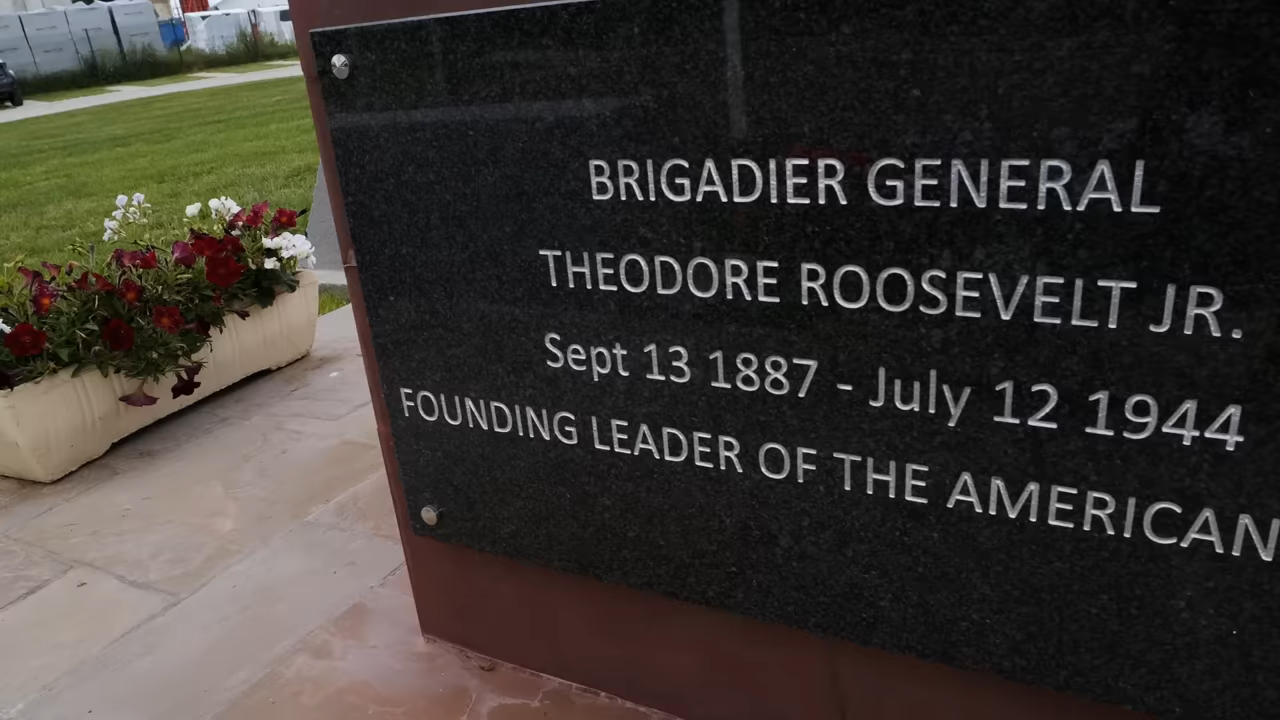 BRIGADIER GENERAL
THEODORE ROOSEVELT JR.
Sept 13 1887 - July 12 1944
FOUNDING LEADER OF THE AMERICAN